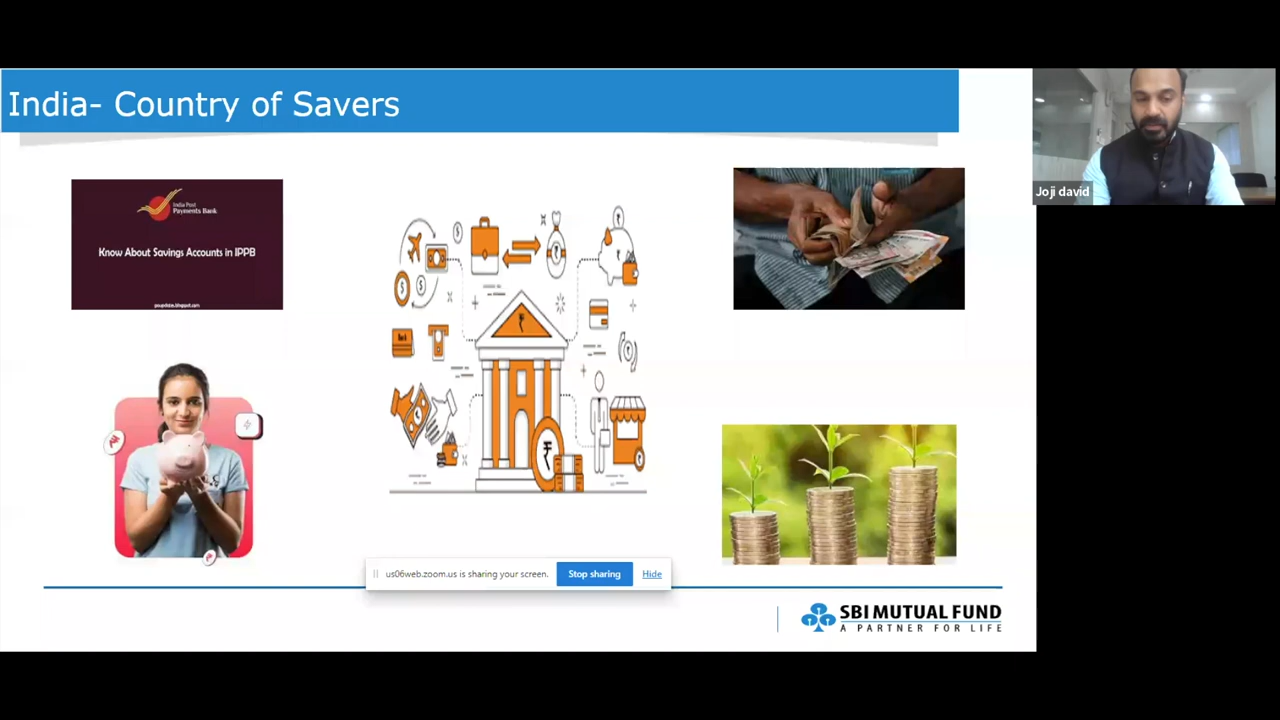 India- Country of Savers
India Post
Payments Bank
Know About Savings Accounts in IPPB
Joji david
us06web.zoom.us is sharing your screen.
Stop sharing
Hide
SBI MUTUAL FUND
A PARTNER FOR LIFE